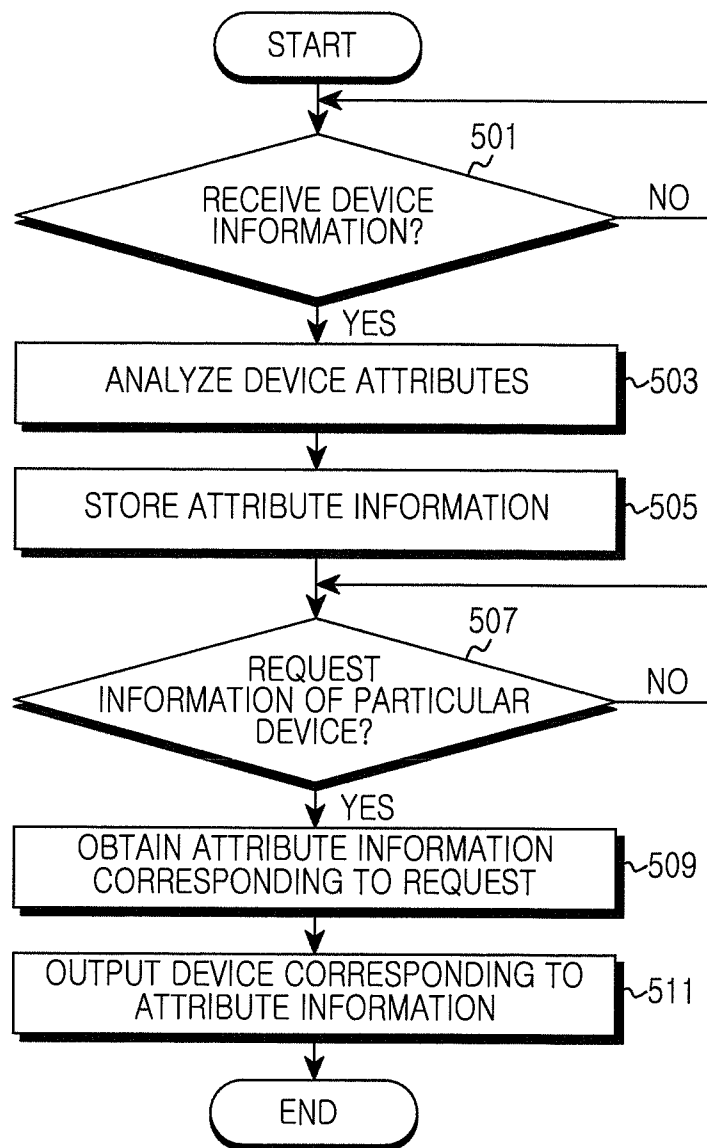 START
501
RECEIVE DEVICE
INFORMATION?
NO
YES
ANALYZE DEVICE ATTRIBUTES
503
STORE ATTRIBUTE INFORMATION
505
507
REQUEST
INFORMATION OF PARTICULAR
DEVICE?
NO
YES
OBTAIN ATTRIBUTE INFORMATION
CORRESPONDING TO REQUEST
509
OUTPUT DEVICE CORRESPONDING TO
ATTRIBUTE INFORMATION
511
END